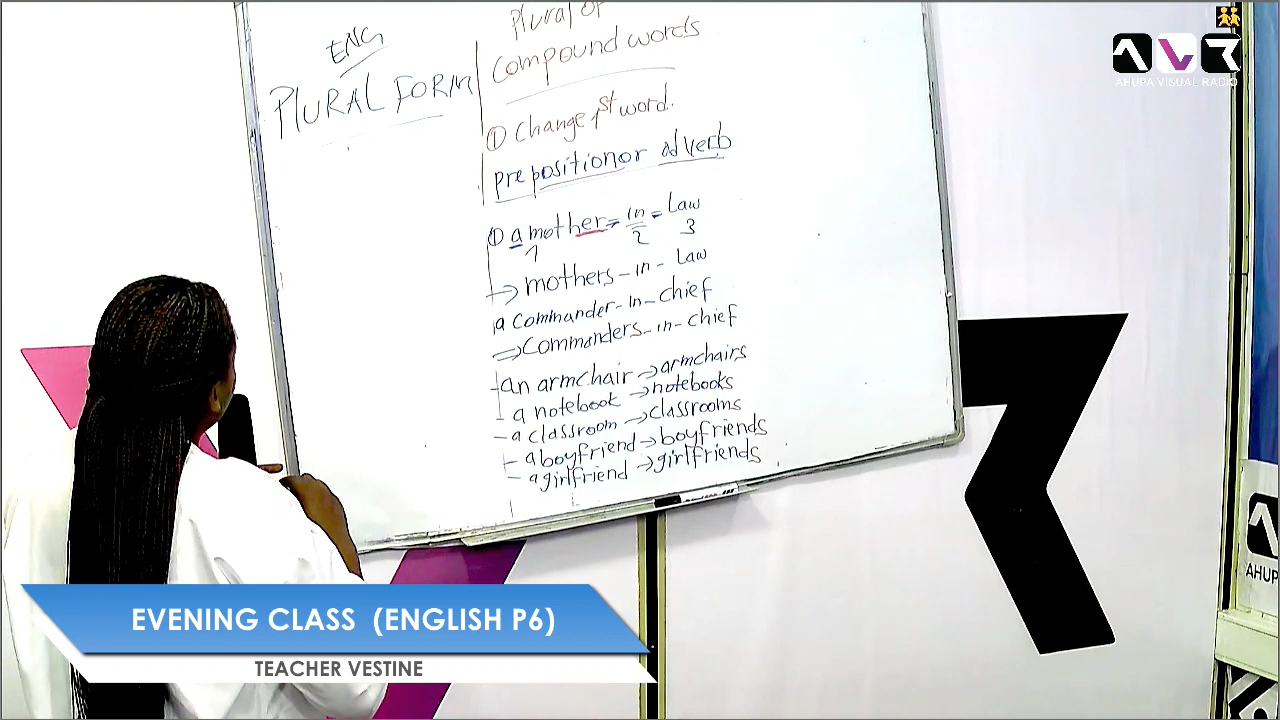 ENG
PLURAL FORM
Plural of
compound words
① change 1st word.
preposition or adverb
① a mother = in = Law
1 2 3
→ mothers - in - Law
a commander - in - chief
⇒ commanders - in - chief
- an armchair → armchairs
- a notebook → notebooks
- a classroom → classrooms
- a boyfriend → boyfriends
- a girlfriend → girlfriends
AHUPA VISUAL RADIO
AHUP
EVENING CLASS (ENGLISH P6)
TEACHER VESTINE